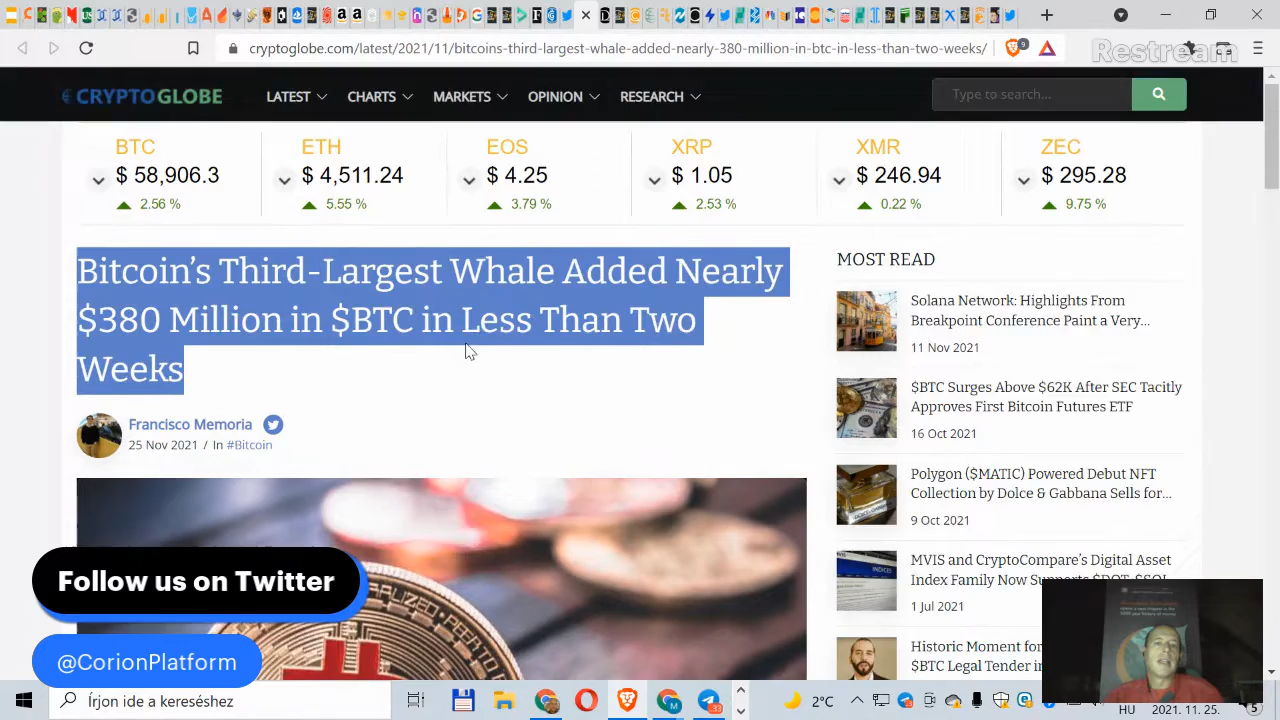 cryptoglobe.com/latest/2021/11/bitcoins-third-largest-whale-added-nearly-380-million-in-btc-in-less-than-two-weeks/
9
Restream
CRYPTOGLOBE
LATEST
CHARTS
MARKETS
OPINION
RESEARCH
Type to search...
BTC
$ 58,906.3
2.56 %
ETH
$ 4,511.24
5.55 %
EOS
$ 4.25
3.79 %
XRP
$ 1.05
2.53 %
XMR
$ 246.94
0.22 %
ZEC
$ 295.28
9.75 %
Bitcoin's Third-Largest Whale Added Nearly
$380 Million in $BTC in Less Than Two
Weeks
Francisco Memoria
25 Nov 2021 / In #Bitcoin
MOST READ
Solana Network: Highlights From
Breakpoint Conference Paint a Very...
11 Nov 2021
$BTC Surges Above $62K After SEC Tacitly
Approves First Bitcoin Futures ETF
16 Oct 2021
Polygon ($MATIC) Powered Debut NFT
Collection by Dolce & Gabbana Sells for...
9 Oct 2021
MVIS and CryptoCompare's Digital Asset
Index Family Now Supports $DOT, $SOL,
1 Jul 2021
Historic Moment for
$BTC Legal Tender in
Follow us on Twitter
@CorionPlatform
Írjon ide a kereséshez
33
2°C
HU
2021. 11. 25.